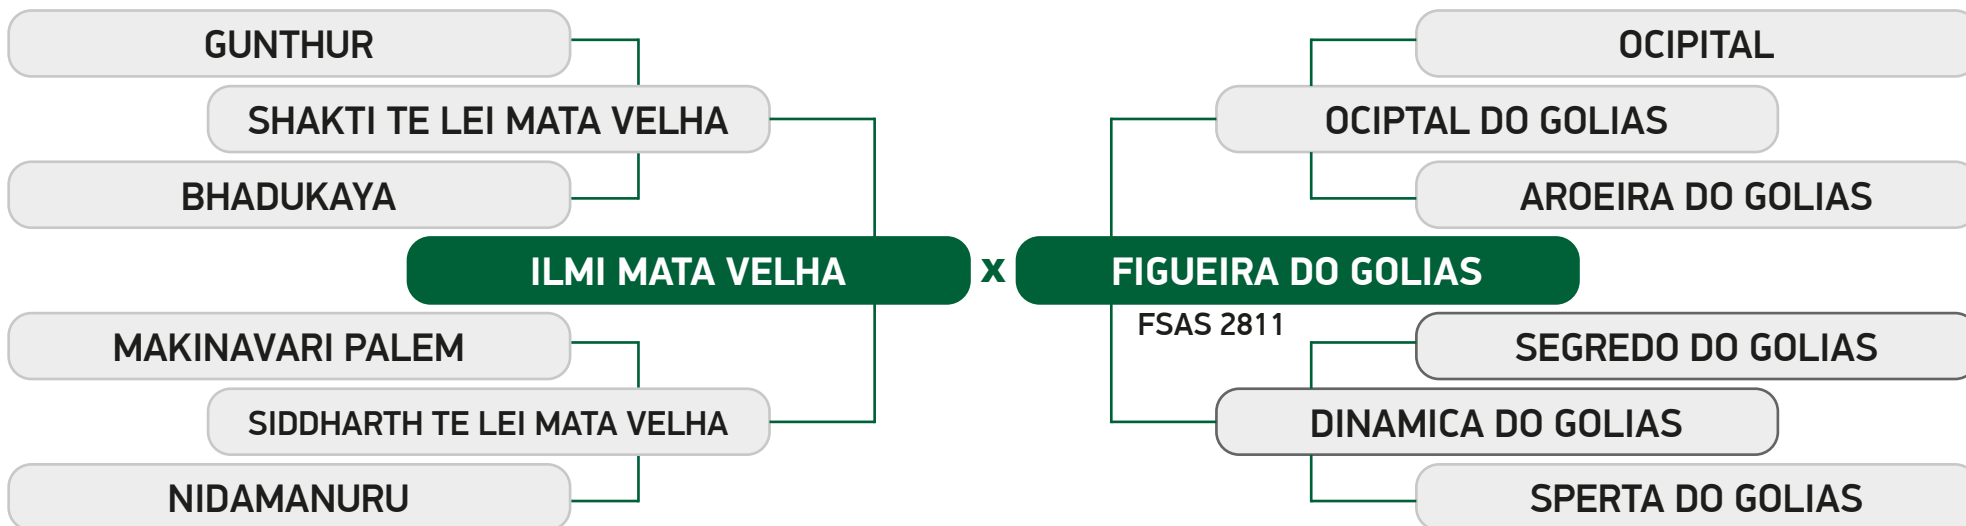 GUNTHUR
SHAKTI TE LEI MATA VELHA
BHADUKAYA
ILMI MATA VELHA
MAKINAVARI PALEM
SIDDHARTH TE LEI MATA VELHA
NIDAMANURU
x
OCIPITAL
OCIPTAL DO GOLIAS
AROEIRA DO GOLIAS
FIGUEIRA DO GOLIAS
FSAS 2811
SEGREDO DO GOLIAS
DINAMICA DO GOLIAS
SPERTA DO GOLIAS